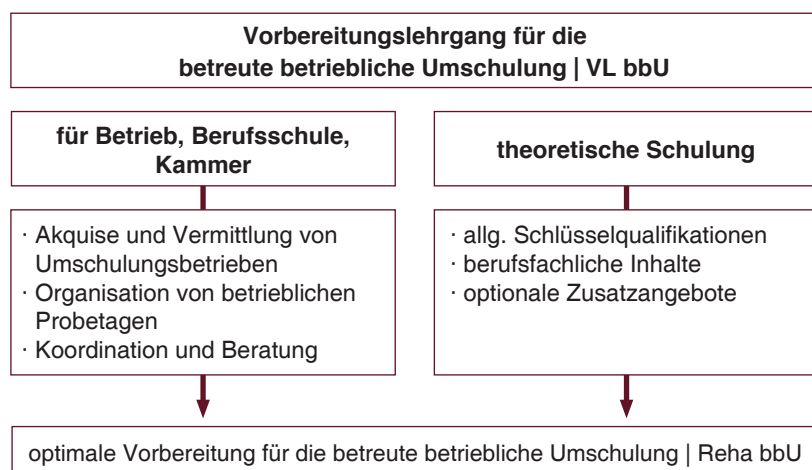 Vorbereitungslehrgang für die
betreute betriebliche Umschulung | VL bbU
für Betrieb, Berufsschule,
Kammer
· Akquise und Vermittlung von
Umschulungsbetrieben
· Organisation von betrieblichen
Probetagen
· Koordination und Beratung
theoretische Schulung
· allg. Schlüsselqualifikationen
· berufsfachliche Inhalte
· optionale Zusatzangebote
optimale Vorbereitung für die betreute betriebliche Umschulung | Reha bbU